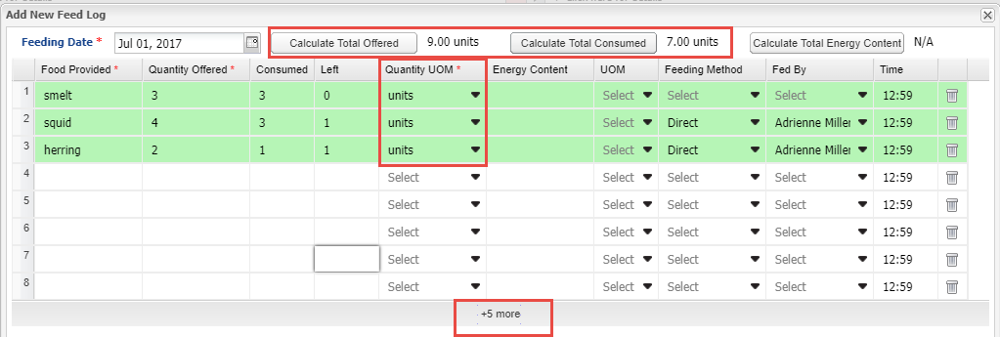 Add New Feed Log
Feeding Date * Jul 01, 2017 Calculate Total Offered 9.00 units Calculate Total Consumed 7.00 units Calculate Total Energy Content N/A
Food Provided * Quantity Offered * Consumed Left Quantity UOM * Energy Content UOM Feeding Method Fed By Time
1 smelt 3 3 0 units Select Select Select 12:59
2 squid 4 3 1 units Select Direct Adrienne Miller 12:59
3 herring 2 1 1 units Select Direct Adrienne Miller 12:59
4 Select Select Select Select 12:59
5 Select Select Select Select 12:59
6 Select Select Select Select 12:59
7 Select Select Select Select 12:59
8 Select Select Select Select 12:59
+5 more